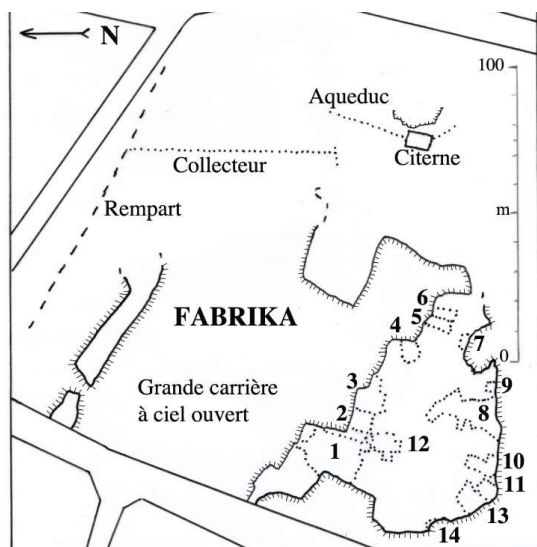 N
100
Aqueduc
Citerne
Collecteur
Rempart
m
6
FABRIKA
5
4
7
0
3
Grande carrière
à ciel ouvert
9
2
8
12
1
10
11
13
14